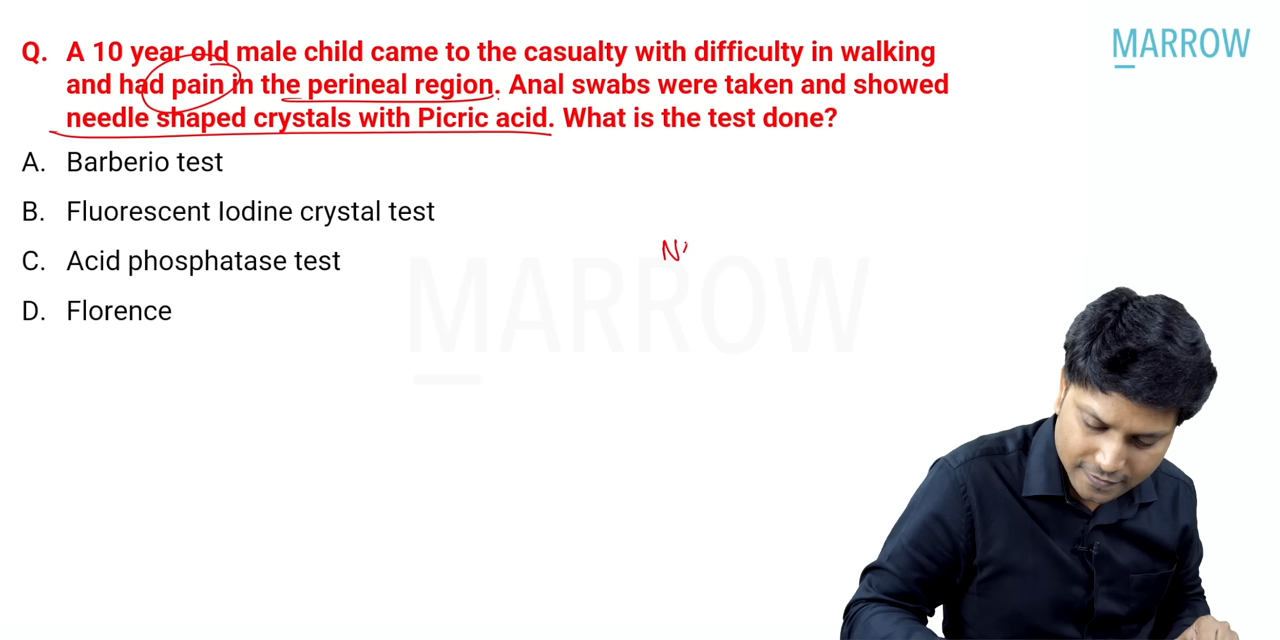 MARROW
Q. A 10 year old male child came to the casualty with difficulty in walking
and had pain in the perineal region. Anal swabs were taken and showed
needle shaped crystals with Picric acid. What is the test done?
A. Barberio test
B. Fluorescent Iodine crystal test
C. Acid phosphatase test
D. Florence
MARROW